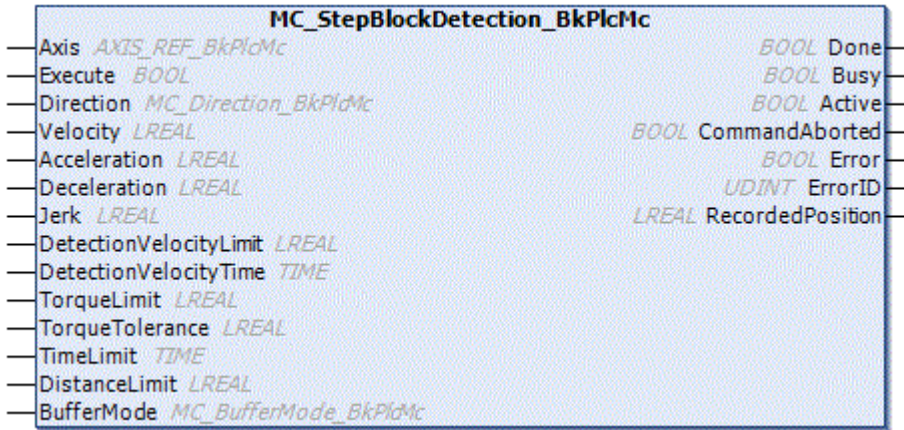 MC_StepBlockDetection_BkPlcMc
Axis AXIS_REF_BkPlcMc BOOL Done
Execute BOOL BOOL Busy
Direction MC_Direction_BkPlcMc BOOL Active
Velocity LREAL BOOL CommandAborted
Acceleration LREAL BOOL Error
Deceleration LREAL UDINT ErrorID
Jerk LREAL LREAL RecordedPosition
DetectionVelocityLimit LREAL
DetectionVelocityTime TIME
TorqueLimit LREAL
TorqueTolerance LREAL
TimeLimit TIME
DistanceLimit LREAL
BufferMode MC_BufferMode_BkPlcMc